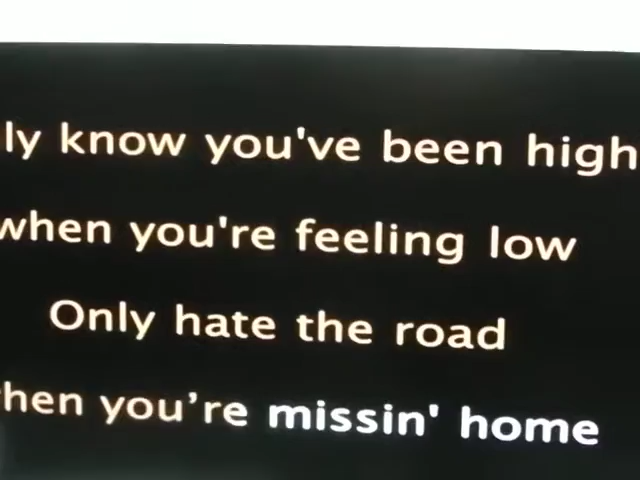 ly know you've been high
when you're feeling low
Only hate the road
hen you’re missin' home